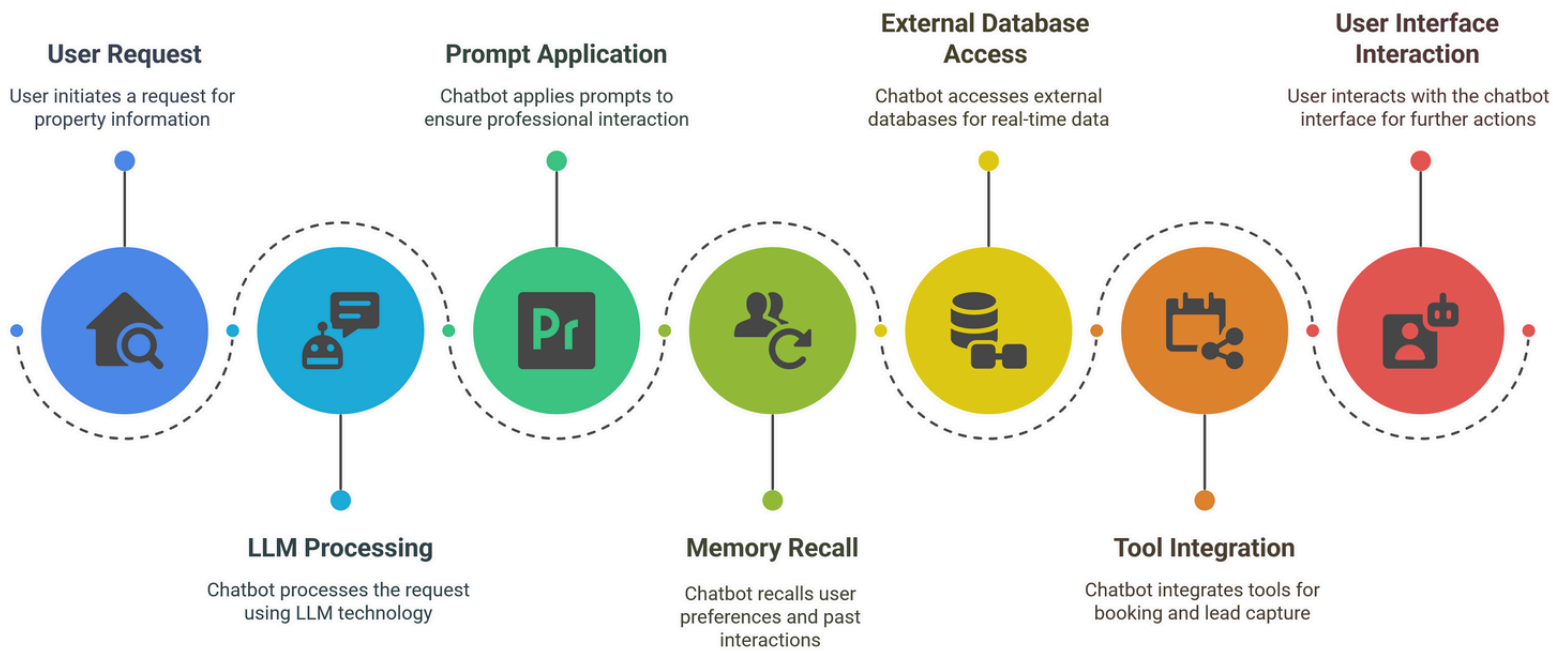 User Request
User initiates a request for
property information
LLM Processing
Chatbot processes the request
using LLM technology
Prompt Application
Chatbot applies prompts to
ensure professional interaction
Pr
Memory Recall
Chatbot recalls user
preferences and past
interactions
External Database
Access
Chatbot accesses external
databases for real-time data
Tool Integration
Chatbot integrates tools for
booking and lead capture
User Interface
Interaction
User interacts with the chatbot
interface for further actions